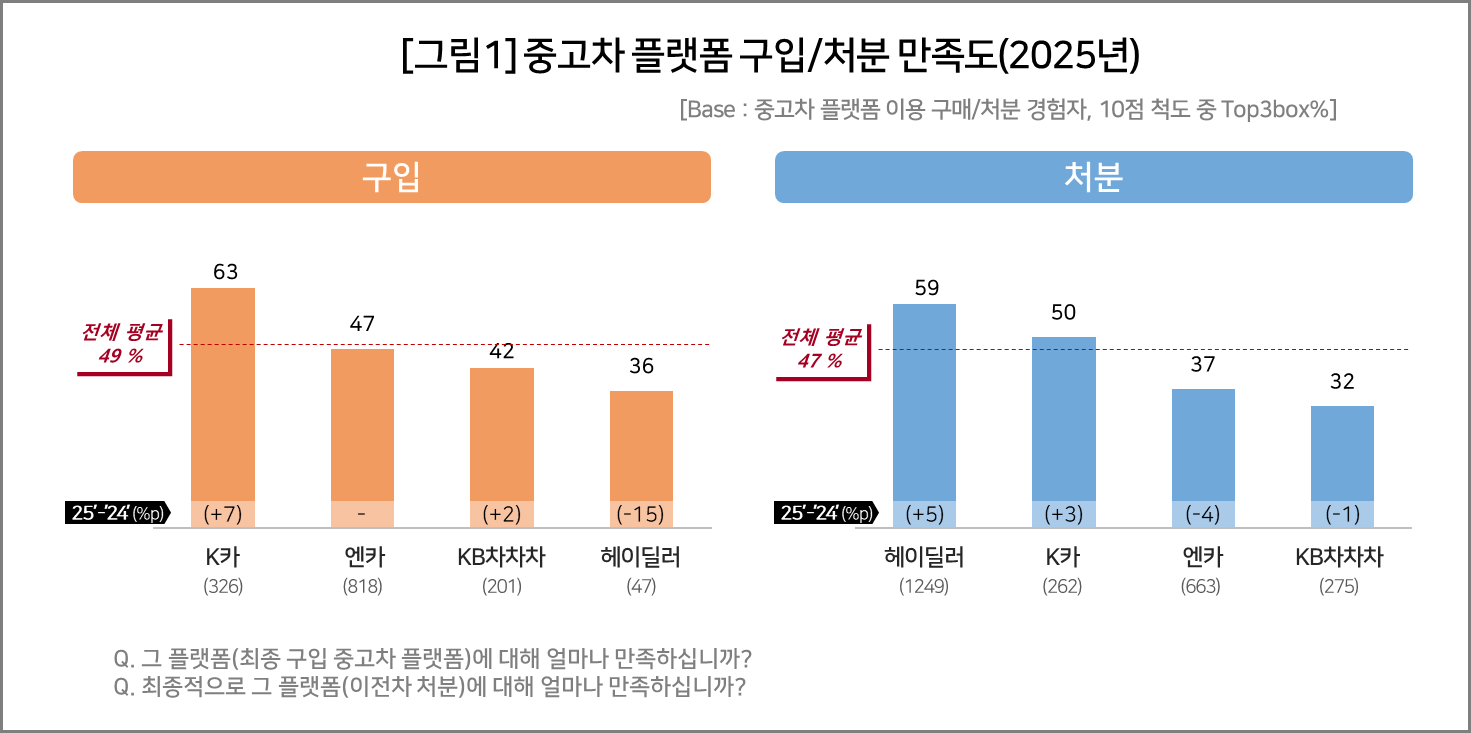 [그림1] 중고차 플랫폼 구입/처분 만족도(2025년)
[Base : 중고차 플랫폼 이용 구매/처분 경험자, 10점 척도 중 Top3box%]
구입
63
47
42
36
전체 평균
49 %
25’-‘24’(%p)
(+7)
-
(+2)
(-15)
K카
엔카
KB차차차
헤이딜러
(326)
(818)
(201)
(47)
처분
59
50
37
32
전체 평균
47 %
25’-‘24’(%p)
(+5)
(+3)
(-4)
(-1)
헤이딜러
K카
엔카
KB차차차
(1249)
(262)
(663)
(275)
Q. 그 플랫폼(최종 구입 중고차 플랫폼)에 대해 얼마나 만족하십니까?
Q. 최종적으로 그 플랫폼(이전차 처분)에 대해 얼마나 만족하십니까?